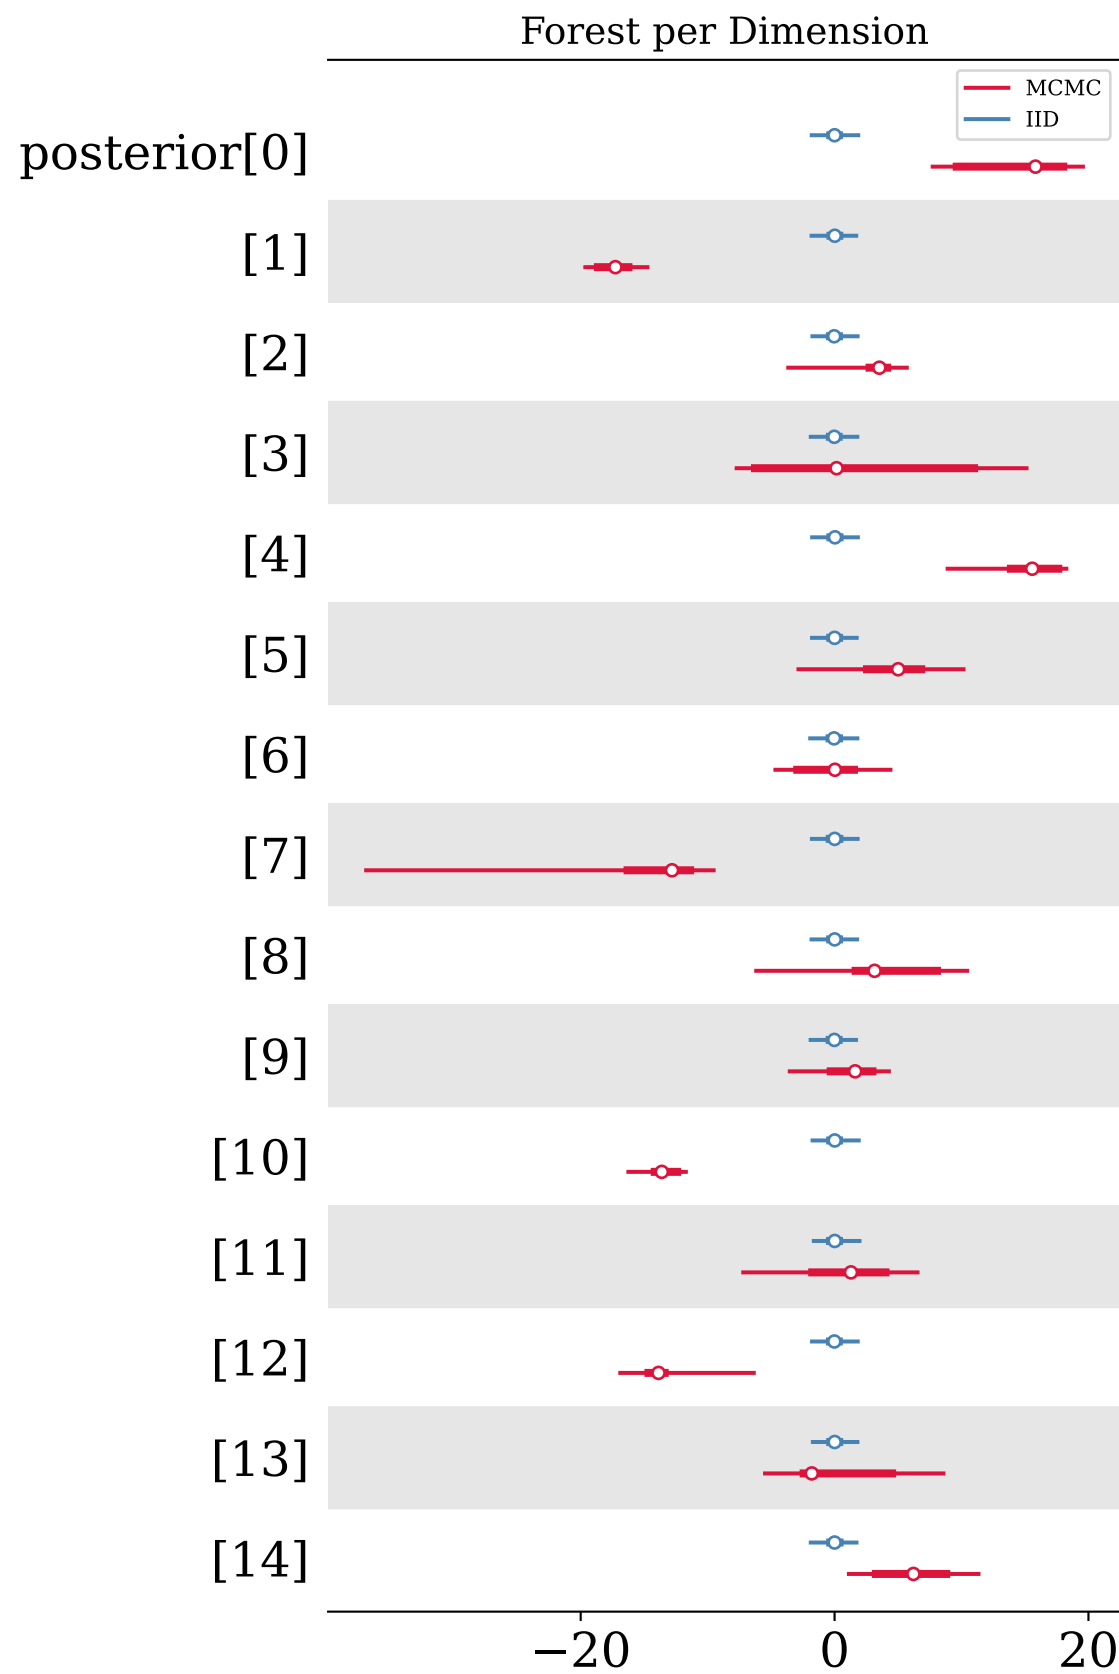 Forest per Dimension
MCMC
IID
posterior[0]
[1]
[2]
[3]
[4]
[5]
[6]
[7]
[8]
[9]
[10]
[11]
[12]
[13]
[14]
−20 0 20